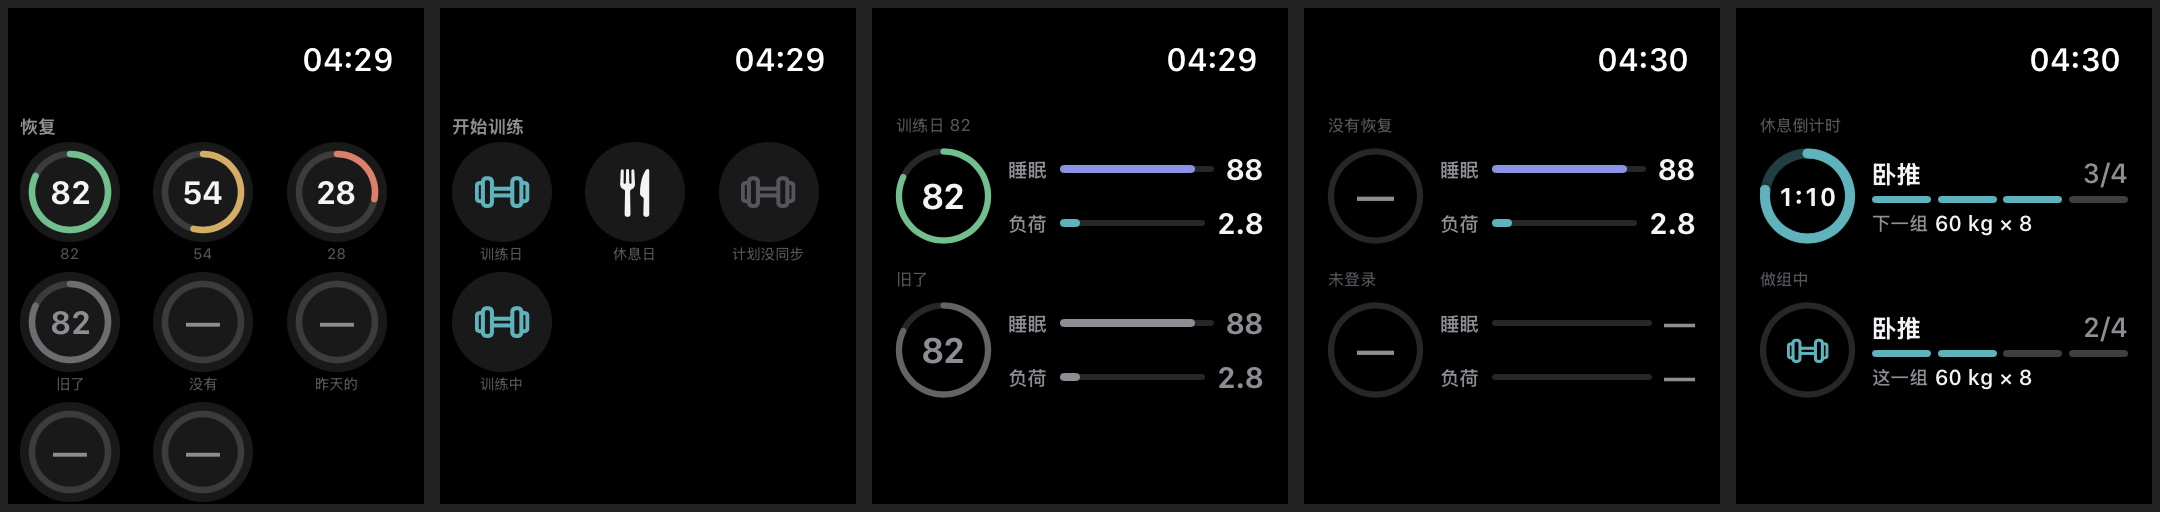 04:29
恢复
82 54 28
82 54 28
82 — —
旧了 没有 昨天的
— —
04:29
开始训练
训练日 休息日 计划没同步
训练中
04:29
训练日 82
82
睡眠 88
负荷 2.8
旧了
82
睡眠 88
负荷 2.8
04:30
没有恢复
—
睡眠 88
负荷 2.8
未登录
—
睡眠 —
负荷 —
04:30
休息倒计时
1:10
卧推 3/4
下一组 60 kg × 8
做组中
卧推 2/4
这一组 60 kg × 8